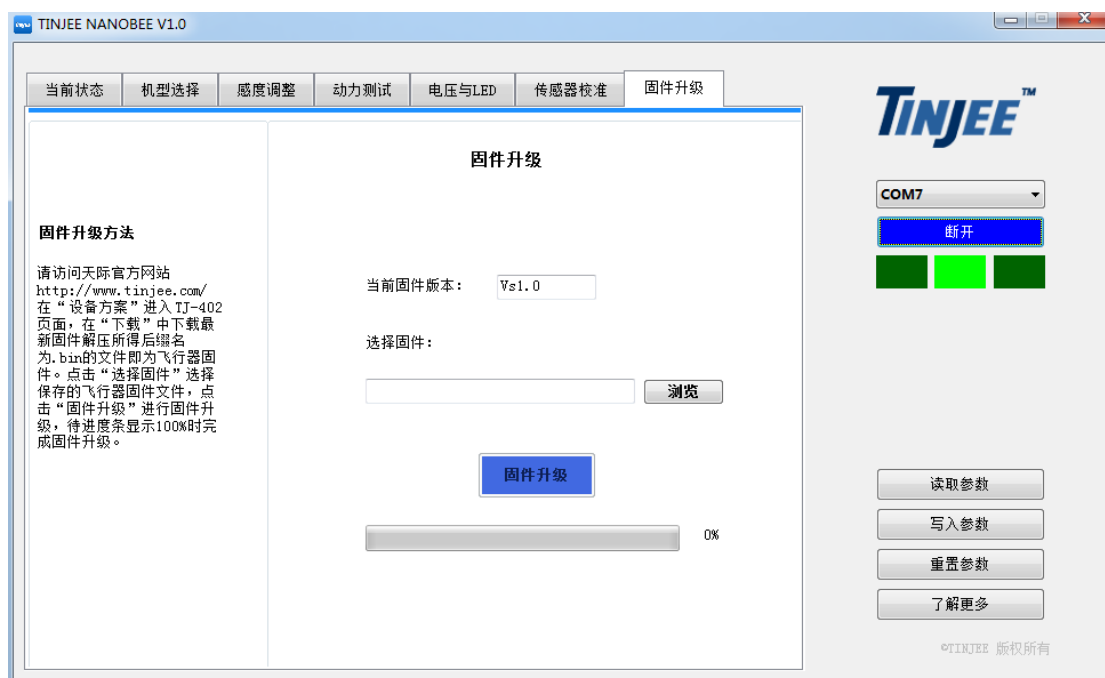 TINJEE NANOBEE V1.0
当前状态
机型选择
感度调整
动力测试
电压与LED
传感器校准
固件升级
TINJEE™
固件升级
COM7
断开
固件升级方法
请访问天际官方网站
http://www.tinjee.com/
在“设备方案”进入TJ-402
页面，在“下载”中下载最
新固件解压所得后缀名
为.bin的文件即为飞行器固
件。点击“选择固件”选择
保存的飞行器固件文件，点
击“固件升级”进行固件升
级，待进度条显示100%时完
成固件升级。
当前固件版本：
Vs1.0
选择固件：
浏览
固件升级
0%
读取参数
写入参数
重置参数
了解更多
©TINJEE 版权所有